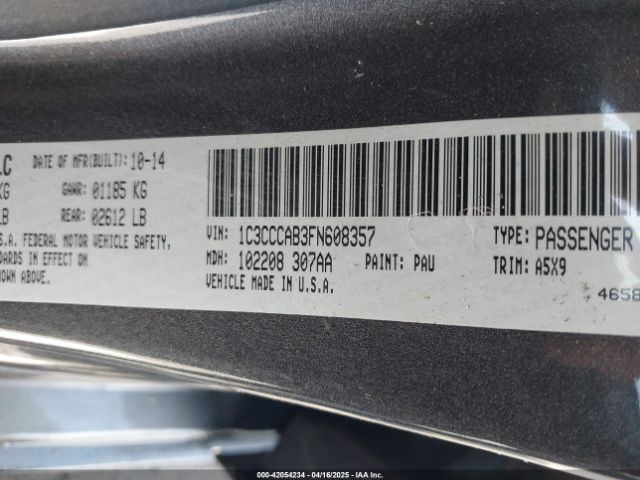 LC DATE OF MFR(BUILT): 10-14
KG GAWR: 01185 KG
LB REAR: 02612 LB
S.A. FEDERAL MOTOR VEHICLE SAFETY,
DARDS IN EFFECT ON
HOWN ABOVE.
VIN: 1C3CCCAB3FN608357 TYPE: PASSENGER
MDH: 102208 307AA PAINT: PAU TRIM: A5X9
VEHICLE MADE IN U.S.A.
4658
000-42054234 - 04/16/2025 - IAA Inc.